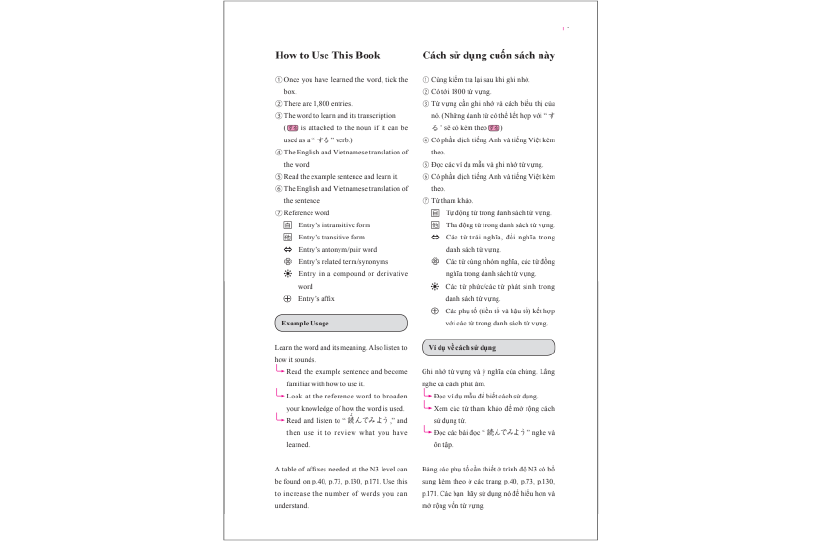 How to Use This Book
① Once you have learned the word, tick the
box.
② There are 1,800 entries.
③ The word to learn and its transcription
( is attached to the noun if it can be
used as a “ する ” verb.)
④ The English and Vietnamese translation of
the word
⑤ Read the example sentence and learn it.
⑥ The English and Vietnamese translation of
the sentence
⑦ Reference word
自 Entry’s intransitive form
他 Entry’s transitive form
⇔ Entry’s antonym/pair word
Entry’s related term/synonyms
Entry in a compound or derivative
word
⊕ Entry’s affix
Example Usage
Learn the word and its meaning. Also listen to
how it sounds.
Read the example sentence and become
familiar with how to use it.
Look at the reference word to broaden
your knowledge of how the word is used.
Read and listen to “ 読んでみよう ,” and
then use it to review what you have
learned.
A table of affixes needed at the N3 level can
be found on p.40, p.73, p.130, p.171. Use this
to increase the number of words you can
understand.
Cách sử dụng cuốn sách này
① Cùng kiểm tra lại sau khi ghi nhớ.
② Có tới 1800 từ vựng.
③ Từ vựng cần ghi nhớ và cách biểu thị của
nó. (Những danh từ có thể kết hợp với “ す
る ” sẽ có kèm theo )
④ Có phần dịch tiếng Anh và tiếng Việt kèm
theo.
⑤ Đọc các ví dụ mẫu và ghi nhớ từ vựng.
⑥ Có phần dịch tiếng Anh và tiếng Việt kèm
theo.
⑦ Từ tham khảo.
自 Tự động từ trong danh sách từ vựng.
他 Tha động từ trong danh sách từ vựng.
⇔ Các từ trái nghĩa, đối nghĩa trong
danh sách từ vựng.
Các từ cùng nhóm nghĩa, các từ đồng
nghĩa trong danh sách từ vựng.
Các từ phức/các từ phát sinh trong
danh sách từ vựng.
⊕ Các phụ tố (tiền tố và hậu tố) kết hợp
với các từ trong danh sách từ vựng.
Ví dụ về cách sử dụng
Ghi nhớ từ vựng và ý nghĩa của chúng. Lắng
nghe cả cách phát âm.
Đọc ví dụ mẫu để biết cách sử dụng.
Xem các từ tham khảo để mở rộng cách
sử dụng từ.
Đọc các bài đọc “ 読んでみよう ” nghe và
ôn tập.
Bảng các phụ tố cần thiết ở trình độ N3 có bổ
sung kèm theo ở các trang p.40, p.73, p.130,
p.171. Các bạn hãy sử dụng nó để hiểu hơn và
mở rộng vốn từ vựng.